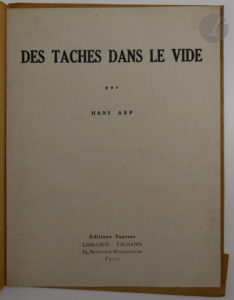 DES TACHES DANS LE VIDE
par
HANS ARP
Editions Sagesse
LIBRAIRIE TSCHANN
84, Boulevard Montparnasse
Paris